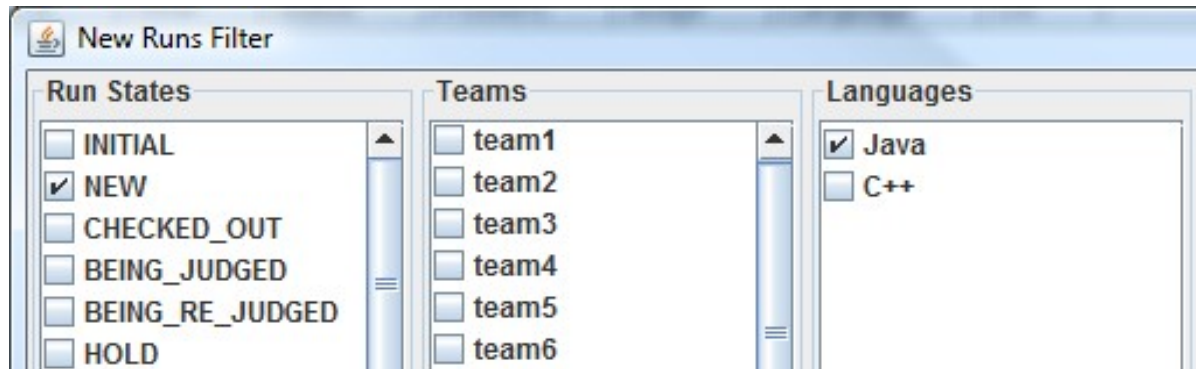 New Runs Filter
Run States
INITIAL
NEW
CHECKED_OUT
BEING_JUDGED
BEING_RE_JUDGED
HOLD
Teams
team1
team2
team3
team4
team5
team6
Languages
Java
C++